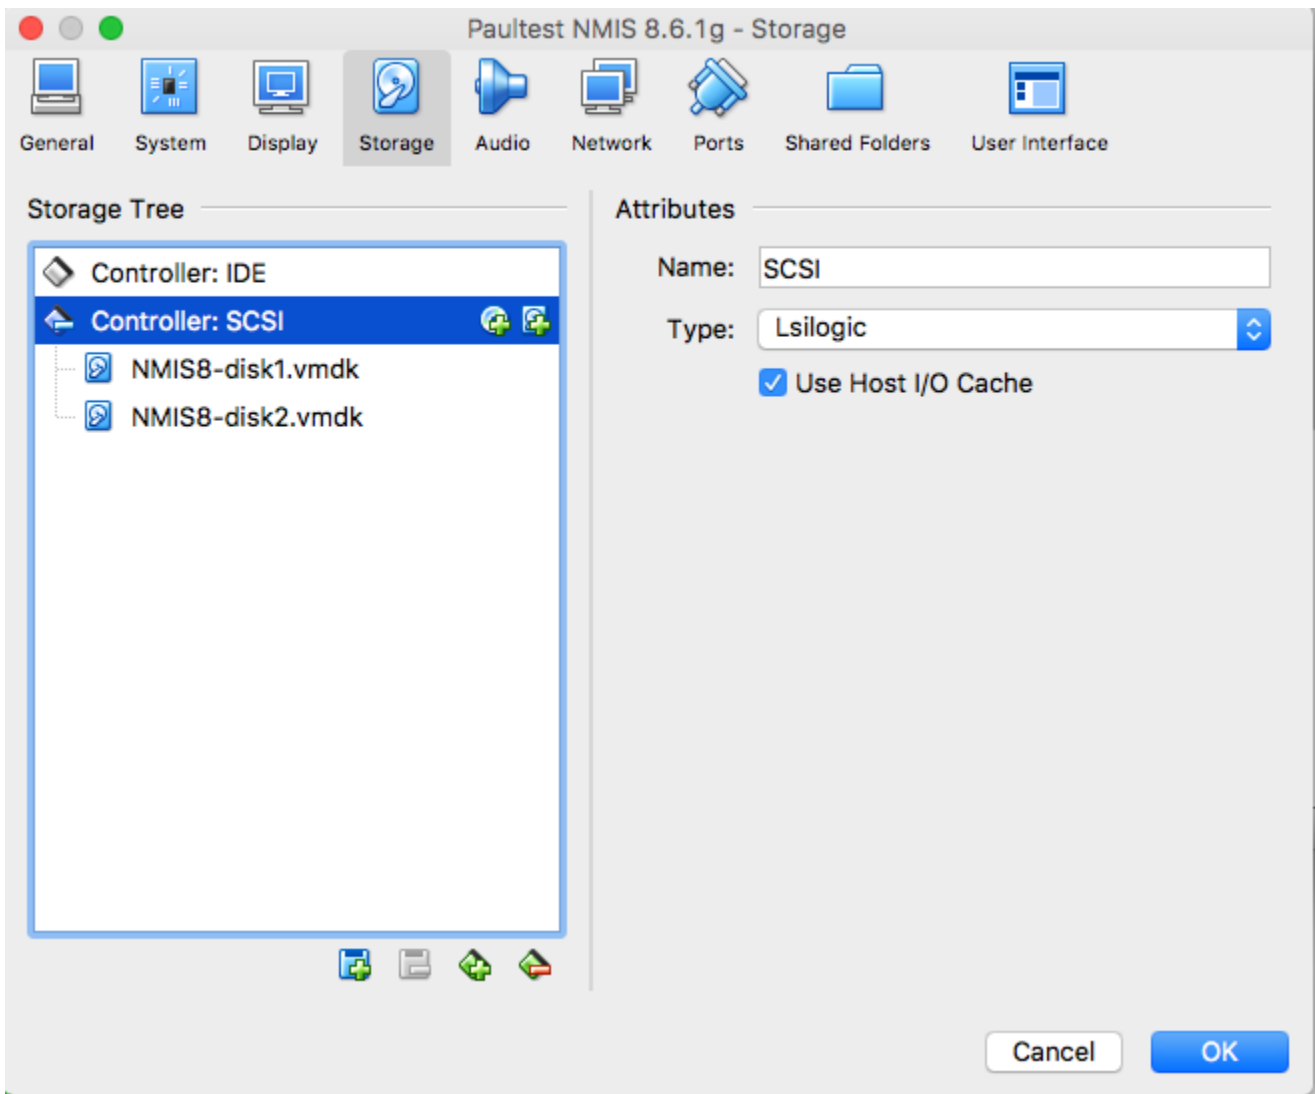 Paultest NMIS 8.6.1g - Storage
General System Display Storage Audio Network Ports Shared Folders User Interface
Storage Tree
Controller: IDE
Controller: SCSI
NMIS8-disk1.vmdk
NMIS8-disk2.vmdk
Attributes
Name: SCSI
Type: Lsilogic
Use Host I/O Cache
Cancel OK